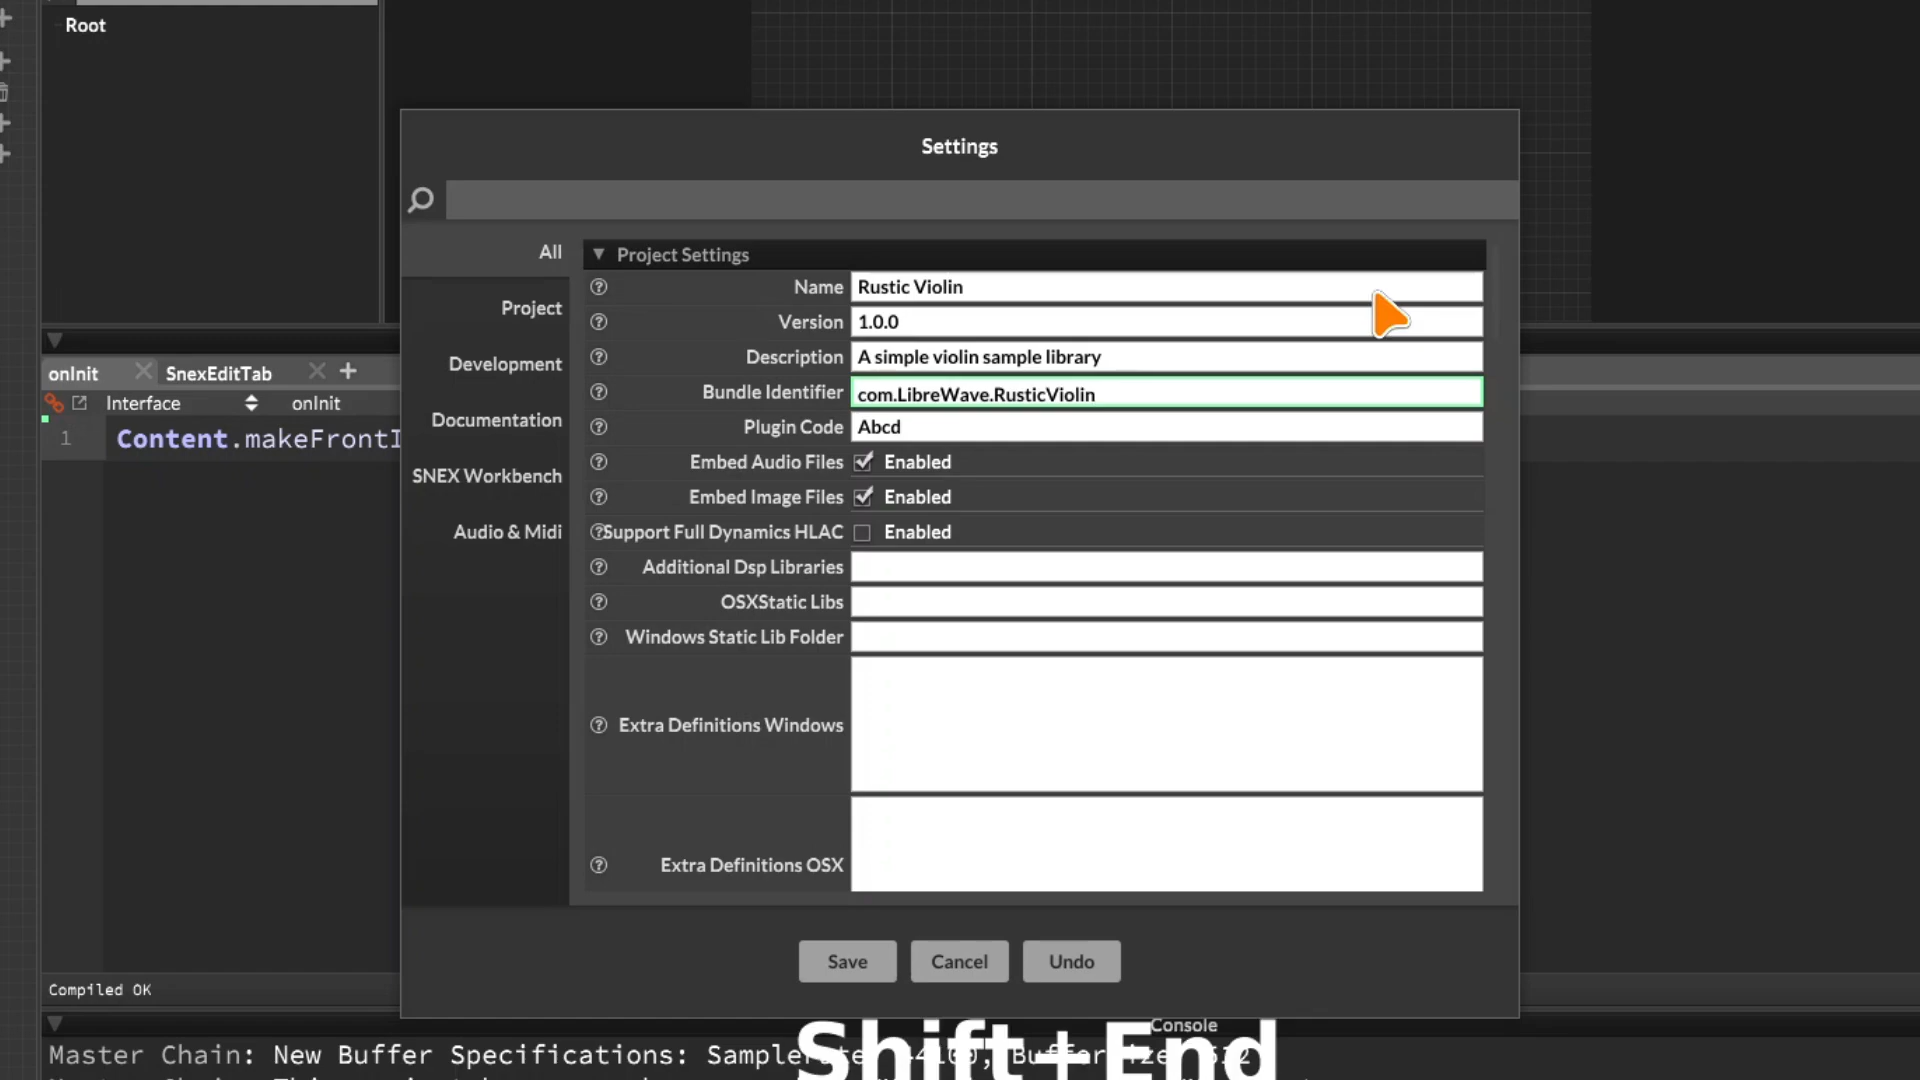 Root
Settings
All
Project
Development
Documentation
SNEX Workbench
Audio & Midi
Project Settings
Name Rustic Violin
Version 1.0.0
Description A simple violin sample library
Bundle Identifier com.LibreWave.RusticViolin
Plugin Code Abcd
Embed Audio Files Enabled
Embed Image Files Enabled
Support Full Dynamics HLAC Enabled
Additional Dsp Libraries
OSXStatic Libs
Windows Static Lib Folder
Extra Definitions Windows
Extra Definitions OSX
Save Cancel Undo
onInit SnexEditTab
Interface onInit
1 Content.makeFrontI
Compiled OK
Console
Shift+End
Master Chain: New Buffer Specifications: